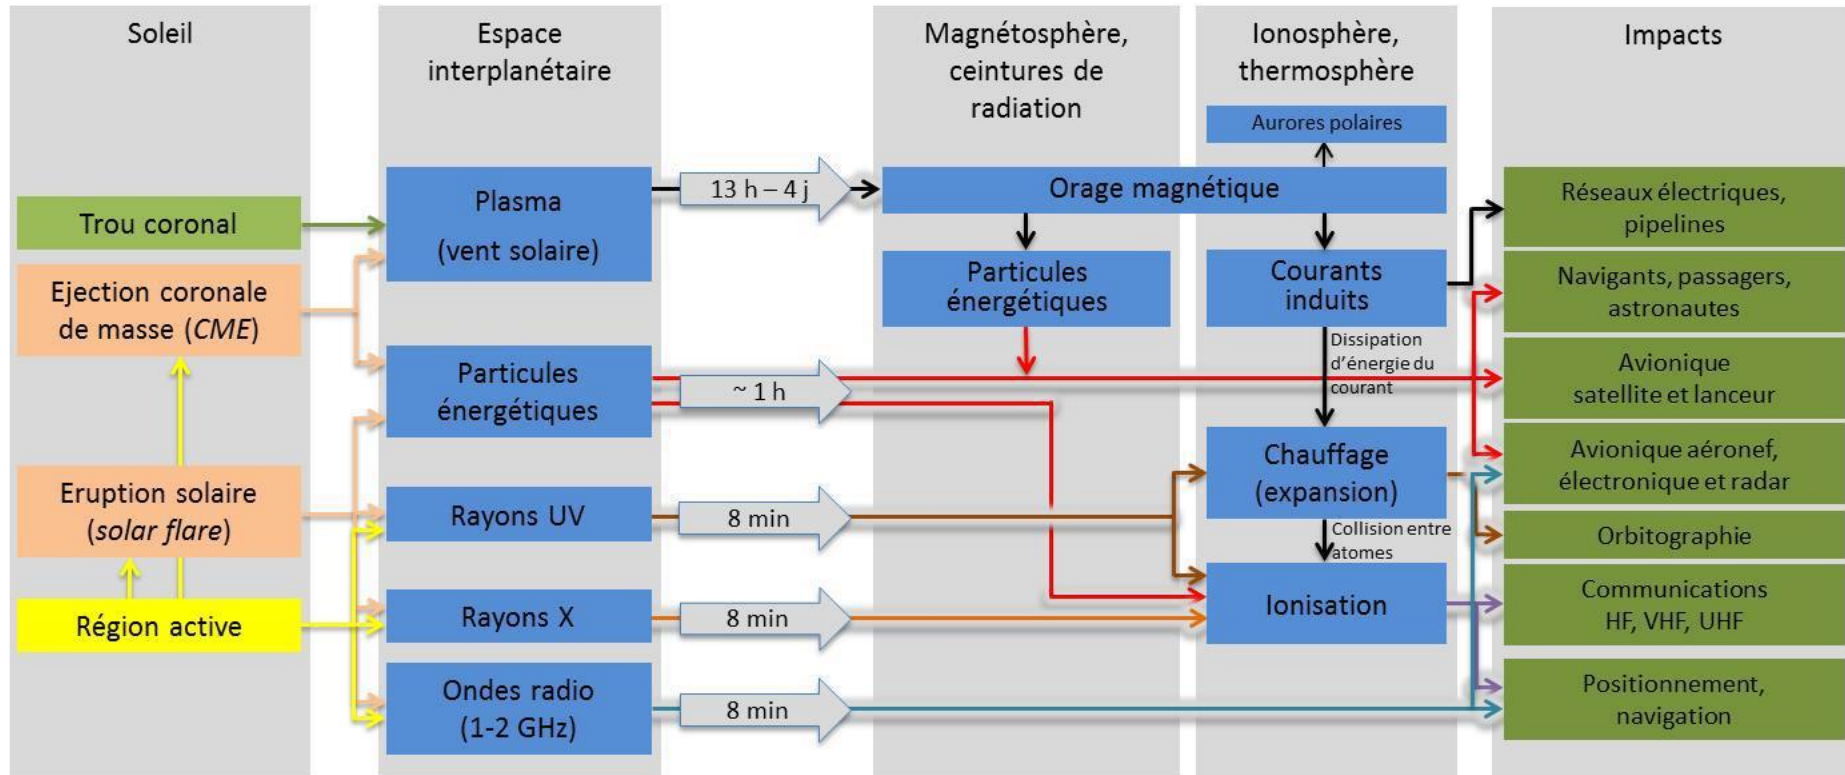 Soleil
Espace
interplanétaire
Magnétosphère,
ceintures de
radiation
Ionosphère,
thermosphère
Impacts
Trou coronal
Ejection coronale
de masse (CME)
Eruption solaire
(solar flare)
Région active
Plasma
(vent solaire)
Particules
énergétiques
Rayons UV
Rayons X
Ondes radio
(1-2 GHz)
13 h – 4 j
~ 1 h
8 min
8 min
8 min
Aurores polaires
Orage magnétique
Particules
énergétiques
Courants
induits
Dissipation
d'énergie du
courant
Chauffage
(expansion)
Collision entre
atomes
Ionisation
Réseaux électriques,
pipelines
Navigants, passagers,
astronautes
Avionique
satellite et lanceur
Avionique aéronef,
électronique et radar
Orbitographie
Communications
HF, VHF, UHF
Positionnement,
navigation